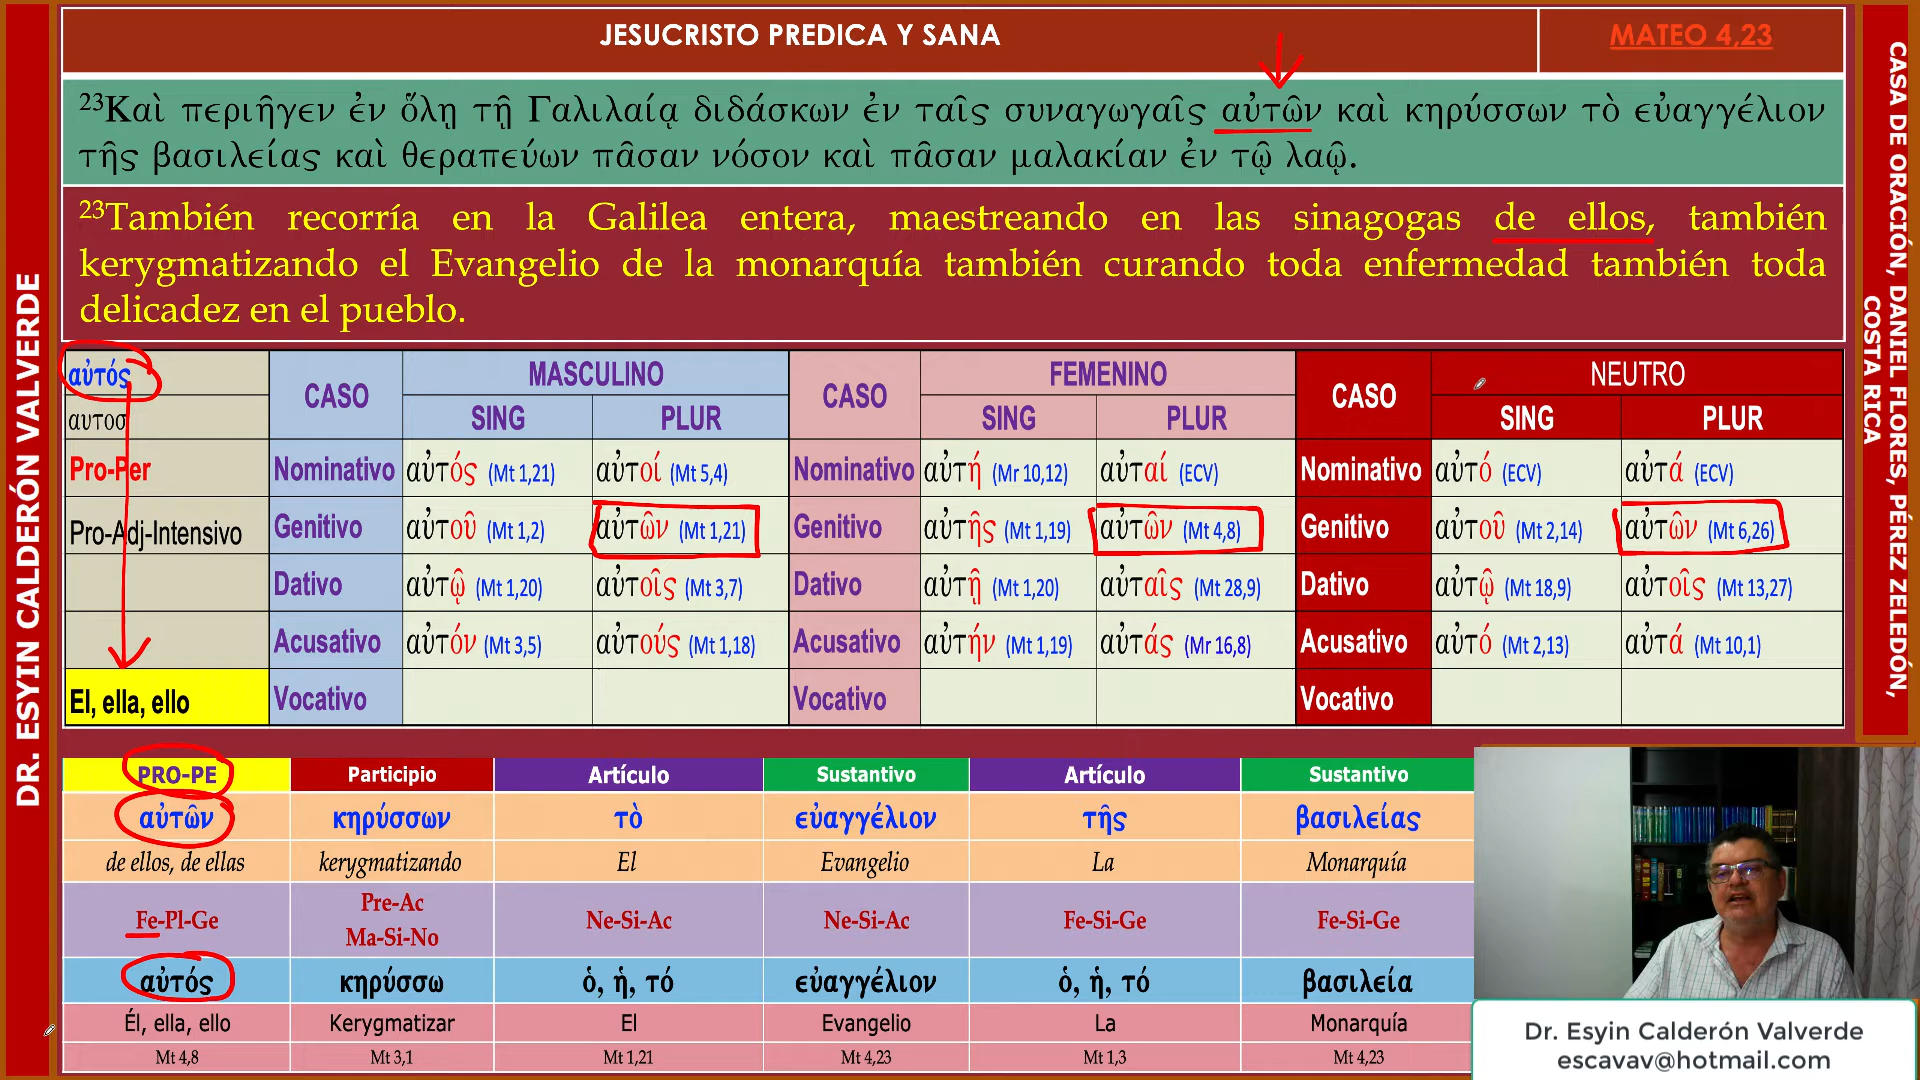 JESUCRISTO PREDICA Y SANA
MATEO 4,23
²³Καὶ περιῆγεν ἐν ὅλῃ τῇ Γαλιλαίᾳ διδάσκων ἐν ταῖς συναγωγαῖς αὐτῶν καὶ κηρύσσων τὸ εὐαγγέλιον
τῆς βασιλείας καὶ θεραπεύων πᾶσαν νόσον καὶ πᾶσαν μαλακίαν ἐν τῷ λαῷ.
²³También recorría en la Galilea entera, maestreando en las sinagogas de ellos, también
kerygmatizando el Evangelio de la monarquía también curando toda enfermedad también toda
delicadez en el pueblo.
αὐτός CASO MASCULINO CASO FEMENINO CASO NEUTRO
αυτοσ SING PLUR SING PLUR SING PLUR
Pro-Per Nominativo αὐτός (Mt 1,21) αὐτοί (Mt 5,4) Nominativo αὐτή (Mr 10,12) αὐταί (ECV) Nominativo αὐτό (ECV) αὐτά (ECV)
Pro-Adj-Intensivo Genitivo αὐτοῦ (Mt 1,2) αὐτῶν (Mt 1,21) Genitivo αὐτῆς (Mt 1,19) αὐτῶν (Mt 4,8) Genitivo αὐτοῦ (Mt 2,14) αὐτῶν (Mt 6,26)
Dativo αὐτῷ (Mt 1,20) αὐτοῖς (Mt 3,7) Dativo αὐτῇ (Mt 1,20) αὐταῖς (Mt 28,9) Dativo αὐτῷ (Mt 18,9) αὐτοῖς (Mt 13,27)
Acusativo αὐτόν (Mt 3,5) αὐτούς (Mt 1,18) Acusativo αὐτήν (Mt 1,19) αὐτάς (Mr 16,8) Acusativo αὐτό (Mt 2,13) αὐτά (Mt 10,1)
El, ella, ello Vocativo Vocativo Vocativo
PRO-PE Participio Artículo Sustantivo Artículo Sustantivo
αὐτῶν κηρύσσων τὸ εὐαγγέλιον τῆς βασιλείας
de ellos, de ellas kerygmatizando El Evangelio La Monarquía
Fe-Pl-Ge Pre-Ac Ma-Si-No Ne-Si-Ac Ne-Si-Ac Fe-Si-Ge Fe-Si-Ge
αὐτός κηρύσσω ὁ, ἡ, τό εὐαγγέλιον ὁ, ἡ, τό βασιλεία
Él, ella, ello Kerygmatizar El Evangelio La Monarquía
Mt 4,8 Mt 3,1 Mt 1,21 Mt 4,23 Mt 1,3 Mt 4,23
DR. ESYIN CALDERÓN VALVERDE
CASA DE ORACIÓN, DANIEL FLORES, PÉREZ ZELEDÓN,
COSTA RICA
Dr. Esyin Calderón Valverde
escavav@hotmail.com